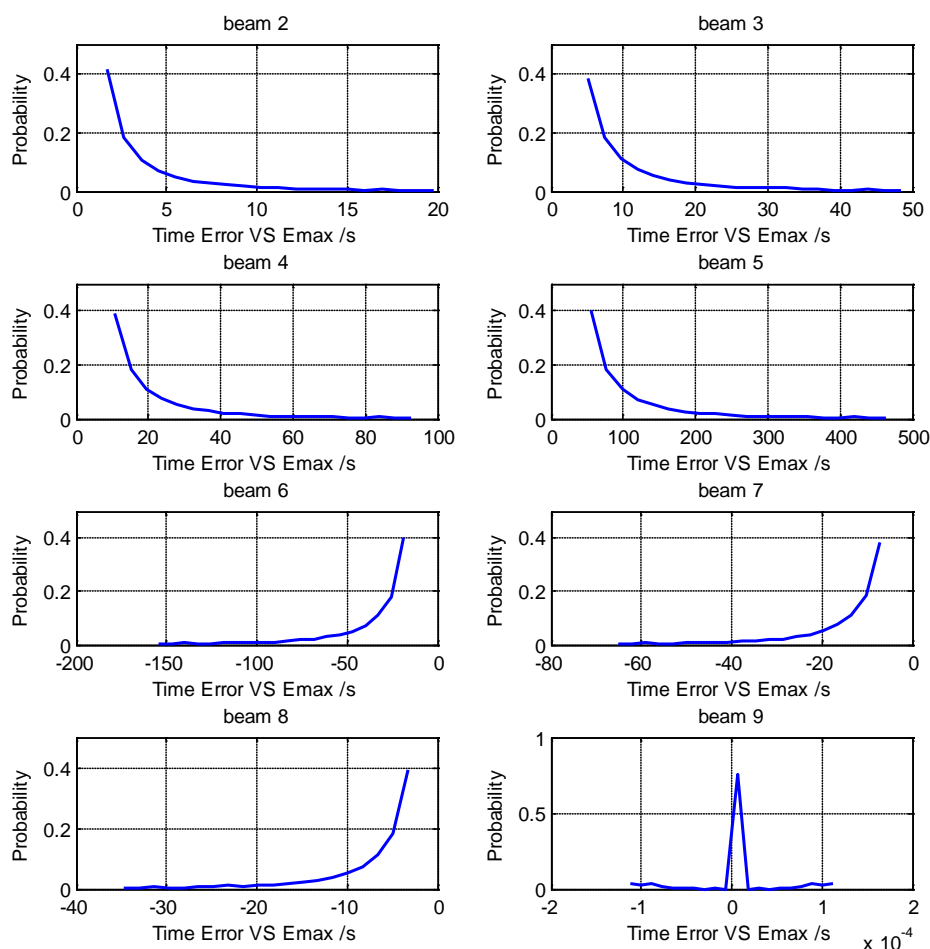 beam 2
beam 3
Probability
0.4
0.2
0
0 5 10 15 20
Time Error VS Emax /s
Probability
0.4
0.2
0
0 10 20 30 40 50
Time Error VS Emax /s
beam 4
beam 5
Probability
0.4
0.2
0
0 20 40 60 80 100
Time Error VS Emax /s
Probability
0.4
0.2
0
0 100 200 300 400 500
Time Error VS Emax /s
beam 6
beam 7
Probability
0.4
0.2
0
-200 -150 -100 -50 0
Time Error VS Emax /s
Probability
0.4
0.2
0
-80 -60 -40 -20 0
Time Error VS Emax /s
beam 8
beam 9
Probability
0.4
0.2
0
-40 -30 -20 -10 0
Time Error VS Emax /s
Probability
1
0.5
0
-2 -1 0 1 2
Time Error VS Emax /s
x 10^-4